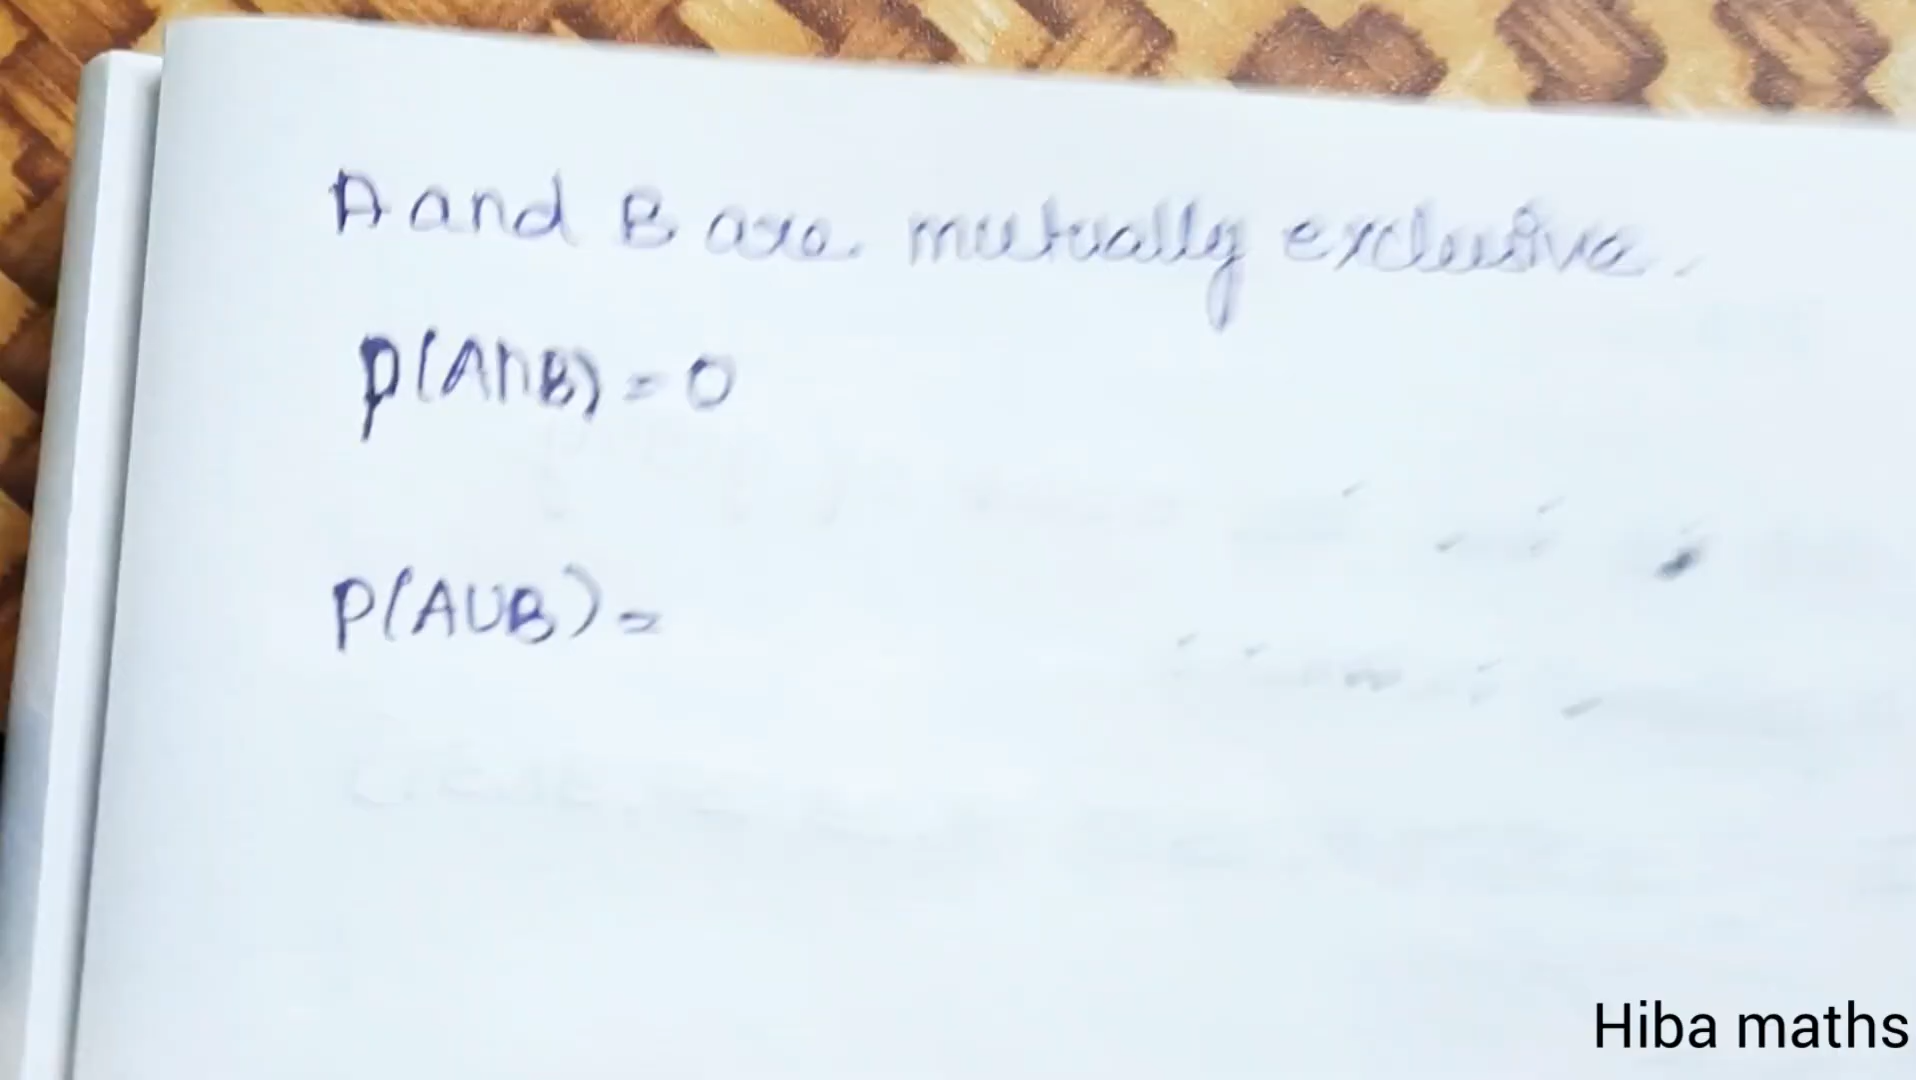 A and B are mutually exclusive.
P(A∩B) = 0
P(A∪B) =
Hiba maths